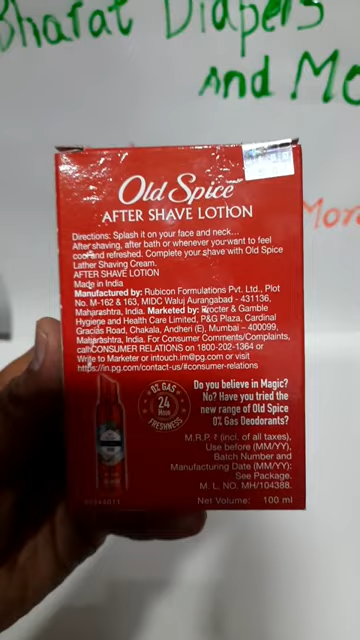 Bharat Diapers
And Mo
Mor
Old Spice
AFTER SHAVE LOTION
Directions: Splash it on your face and neck...
After shaving, after bath or whenever you want to feel
cool and refreshed. Complete your shave with Old Spice
Lather Shaving Cream.
AFTER SHAVE LOTION
Made in India
Manufactured by: Rubicon Formulations Pvt. Ltd., Plot
No. M-162 & 163, MIDC Waluj Aurangabad - 431136,
Maharashtra, India. Marketed by: Procter & Gamble
Hygiene and Health Care Limited, P&G Plaza, Cardinal
Gracias Road, Chakala, Andheri (E), Mumbai – 400099,
Maharashtra, India. For Consumer Comments/Complaints,
call CONSUMER RELATIONS on 1800-202-1364 or
Write to Marketer or intouch.im@pg.com or visit
https://in.pg.com/contact-us/#consumer-relations
0% GAS
24
HOUR
FRESHNESS
Do you believe in Magic?
No? Have you tried the
new range of Old Spice
0% Gas Deodorants?
M.R.P. ₹ (incl. of all taxes),
Use before (MM/YY),
Batch Number and
Manufacturing Date (MM/YY):
See Package.
M. L. NO. MH/104388.
Net Volume: 100 ml